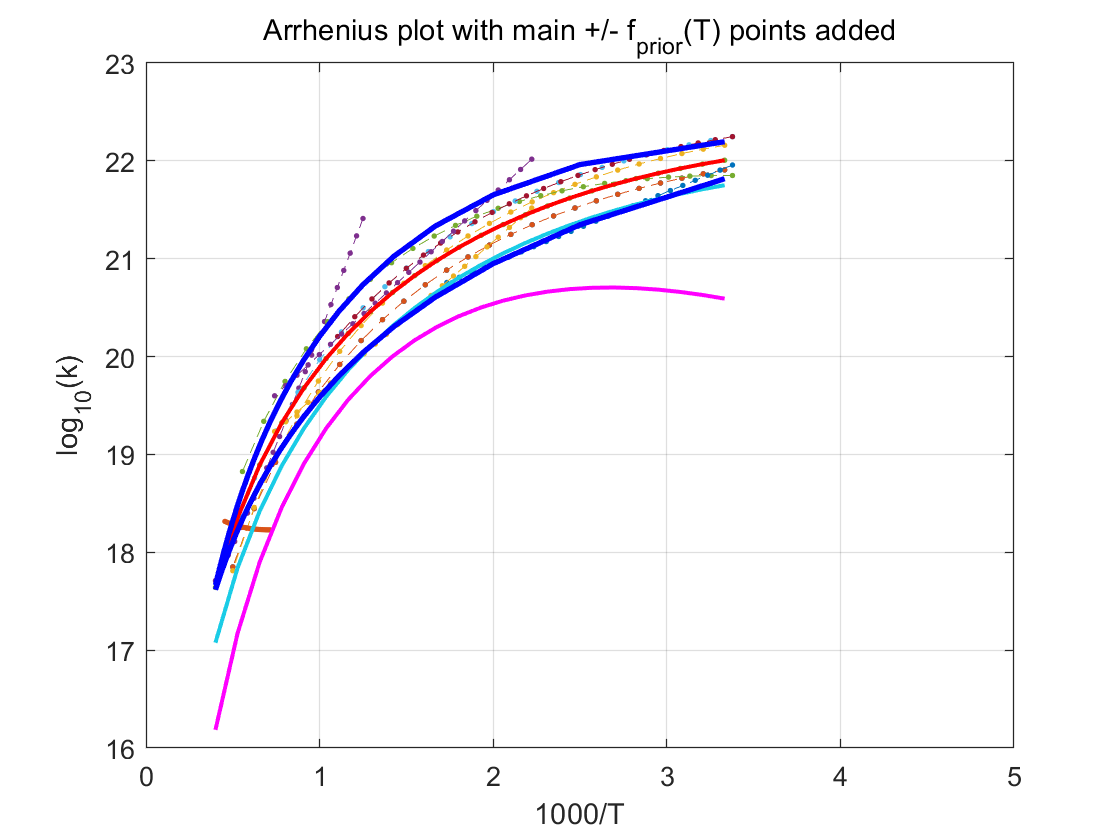 Arrhenius plot with main +/- f_prior(T) points added
23
22
21
20
19
18
17
16
log_10(k)
0 1 2 3 4 5
1000/T